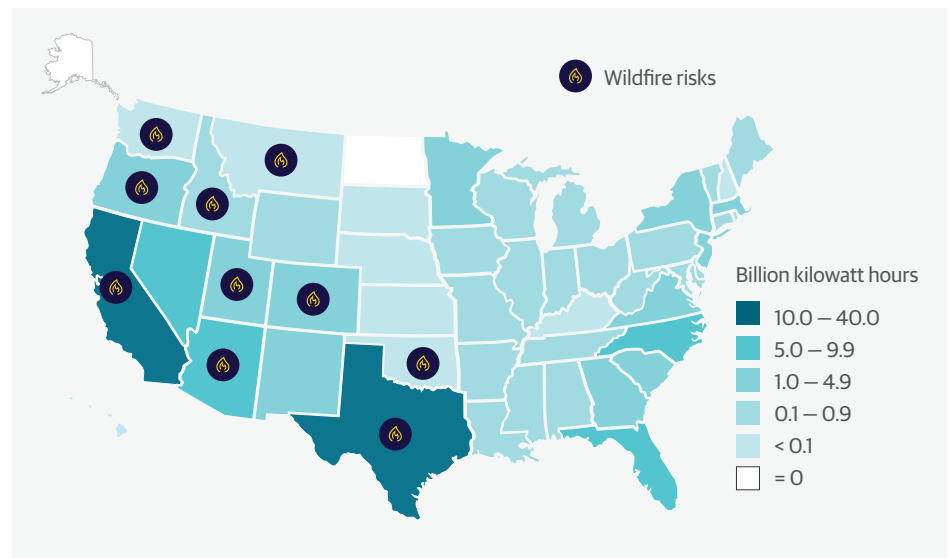 Wildfire risks
Billion kilowatt hours
10.0 – 40.0
5.0 – 9.9
1.0 – 4.9
0.1 – 0.9
< 0.1
= 0